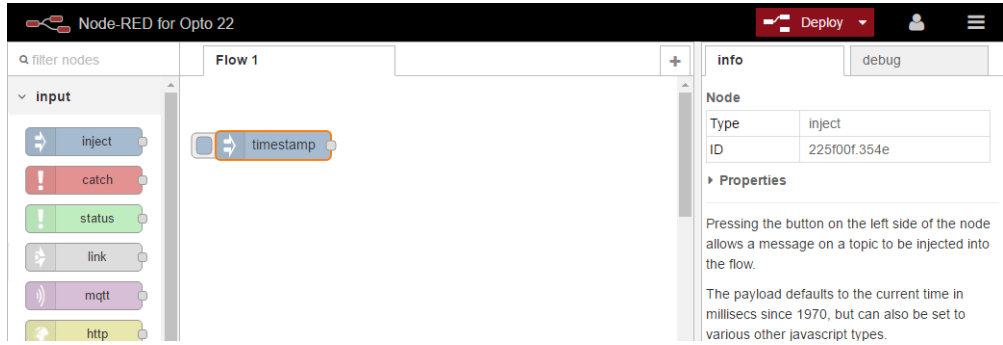 Node-RED for Opto 22
Deploy
filter nodes
input
inject
catch
status
link
mqtt
http
Flow 1
+
timestamp
info
debug
Node
Type inject
ID 225f00f.354e
Properties
Pressing the button on the left side of the node
allows a message on a topic to be injected into
the flow.
The payload defaults to the current time in
millisecs since 1970, but can also be set to
various other javascript types.